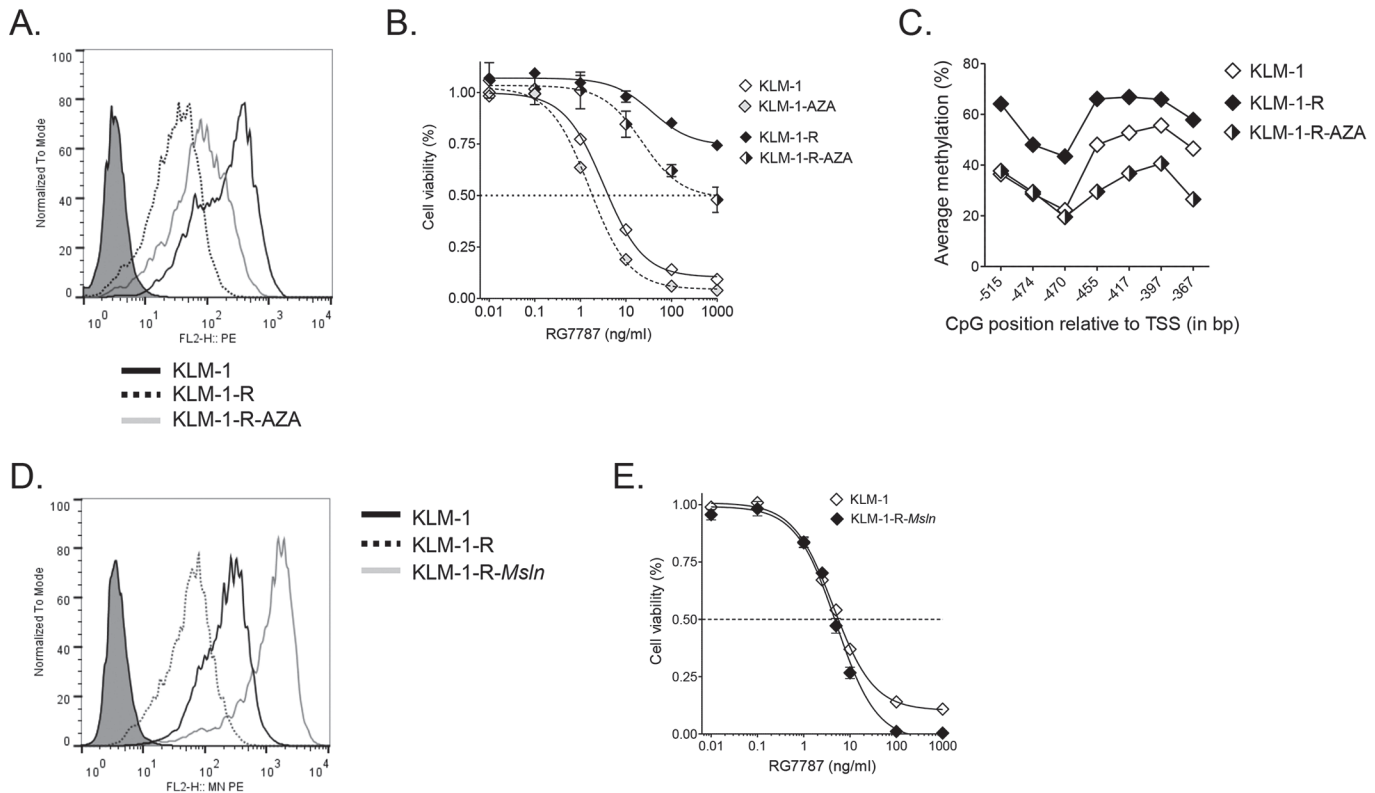 A.
100
80
60
40
20
0
Normalized To Mode
10^0 10^1 10^2 10^3 10^4
FL2-H:: PE
KLM-1
KLM-1-R
KLM-1-R-AZA
B.
1.00
0.75
0.50
0.25
0.00
Cell viability (%)
0.01 0.1 1 10 100 1000
RG7787 (ng/ml)
KLM-1
KLM-1-AZA
KLM-1-R
KLM-1-R-AZA
C.
80
60
40
20
0
Average methylation (%)
-515 -474 -470 -455 -417 -397 -367
CpG position relative to TSS (in bp)
KLM-1
KLM-1-R
KLM-1-R-AZA
D.
100
80
60
40
20
0
Normalized To Mode
10^0 10^1 10^2 10^3 10^4
FL2-H:: MN PE
KLM-1
KLM-1-R
KLM-1-R-Msln
E.
1.00
0.75
0.50
0.25
0.00
Cell viability (%)
0.01 0.1 1 10 100 1000
RG7787 (ng/ml)
KLM-1
KLM-1-R-Msln